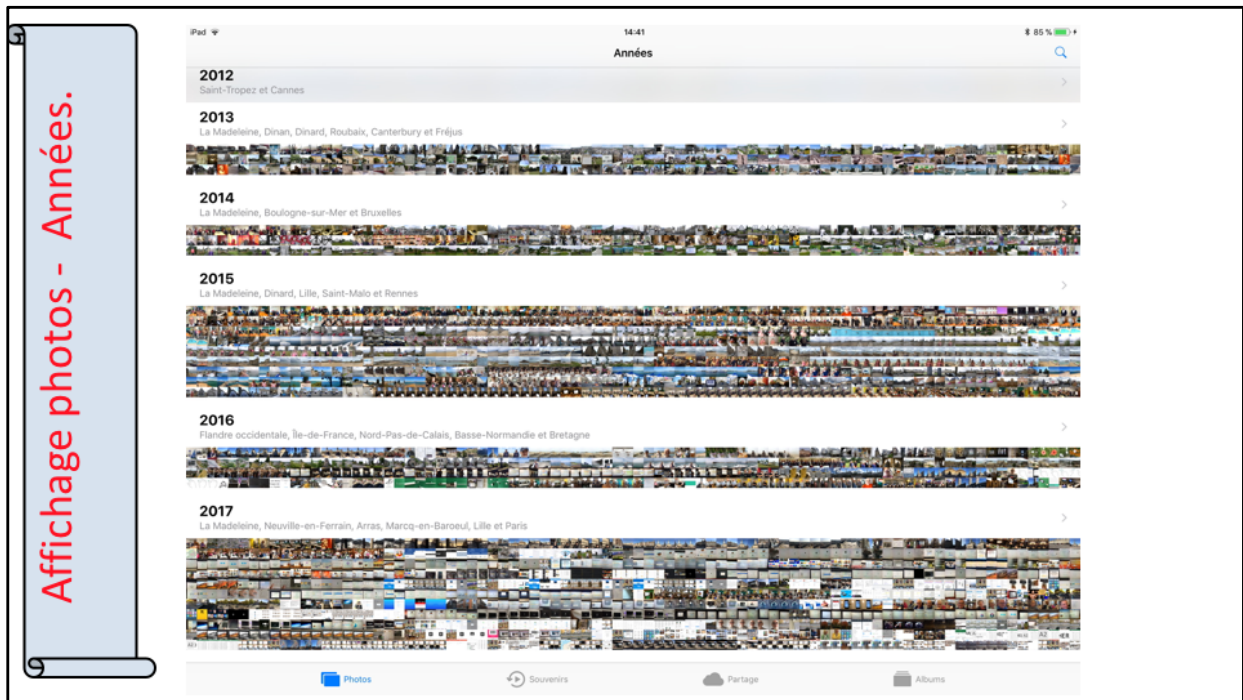 Affichage photos - Années.
iPad 14:41 85 %
Années
2012
Saint-Tropez et Cannes
2013
La Madeleine, Dinan, Dinard, Roubaix, Canterbury et Fréjus
2014
La Madeleine, Boulogne-sur-Mer et Bruxelles
2015
La Madeleine, Dinard, Lille, Saint-Malo et Rennes
2016
Flandre occidentale, Île-de-France, Nord-Pas-de-Calais, Basse-Normandie et Bretagne
2017
La Madeleine, Neuville-en-Ferrain, Arras, Marcq-en-Baroeul, Lille et Paris
Photos Souvenirs Partage Albums